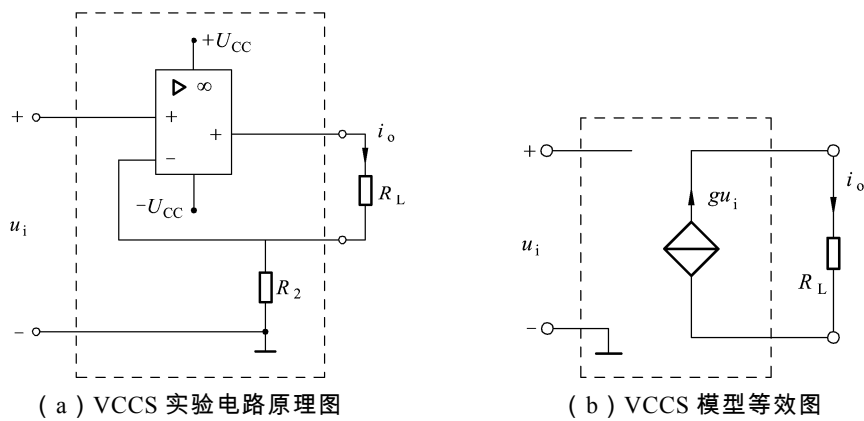 +U_CC
▷ ∞
+
+
+
−
i_o
R_L
−U_CC
u_i
R_2
−
（a）VCCS 实验电路原理图
+
i_o
gu_i
u_i
R_L
−
（b）VCCS 模型等效图